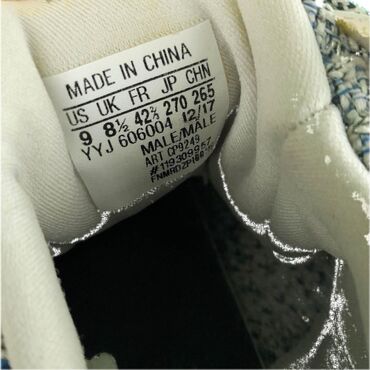 MADE IN CHINA
US UK FR JP CHN
9 8½ 42⅔ 270 265
YYJ 606004 12/17
MALE/MALE
ART CP9249
#119309957